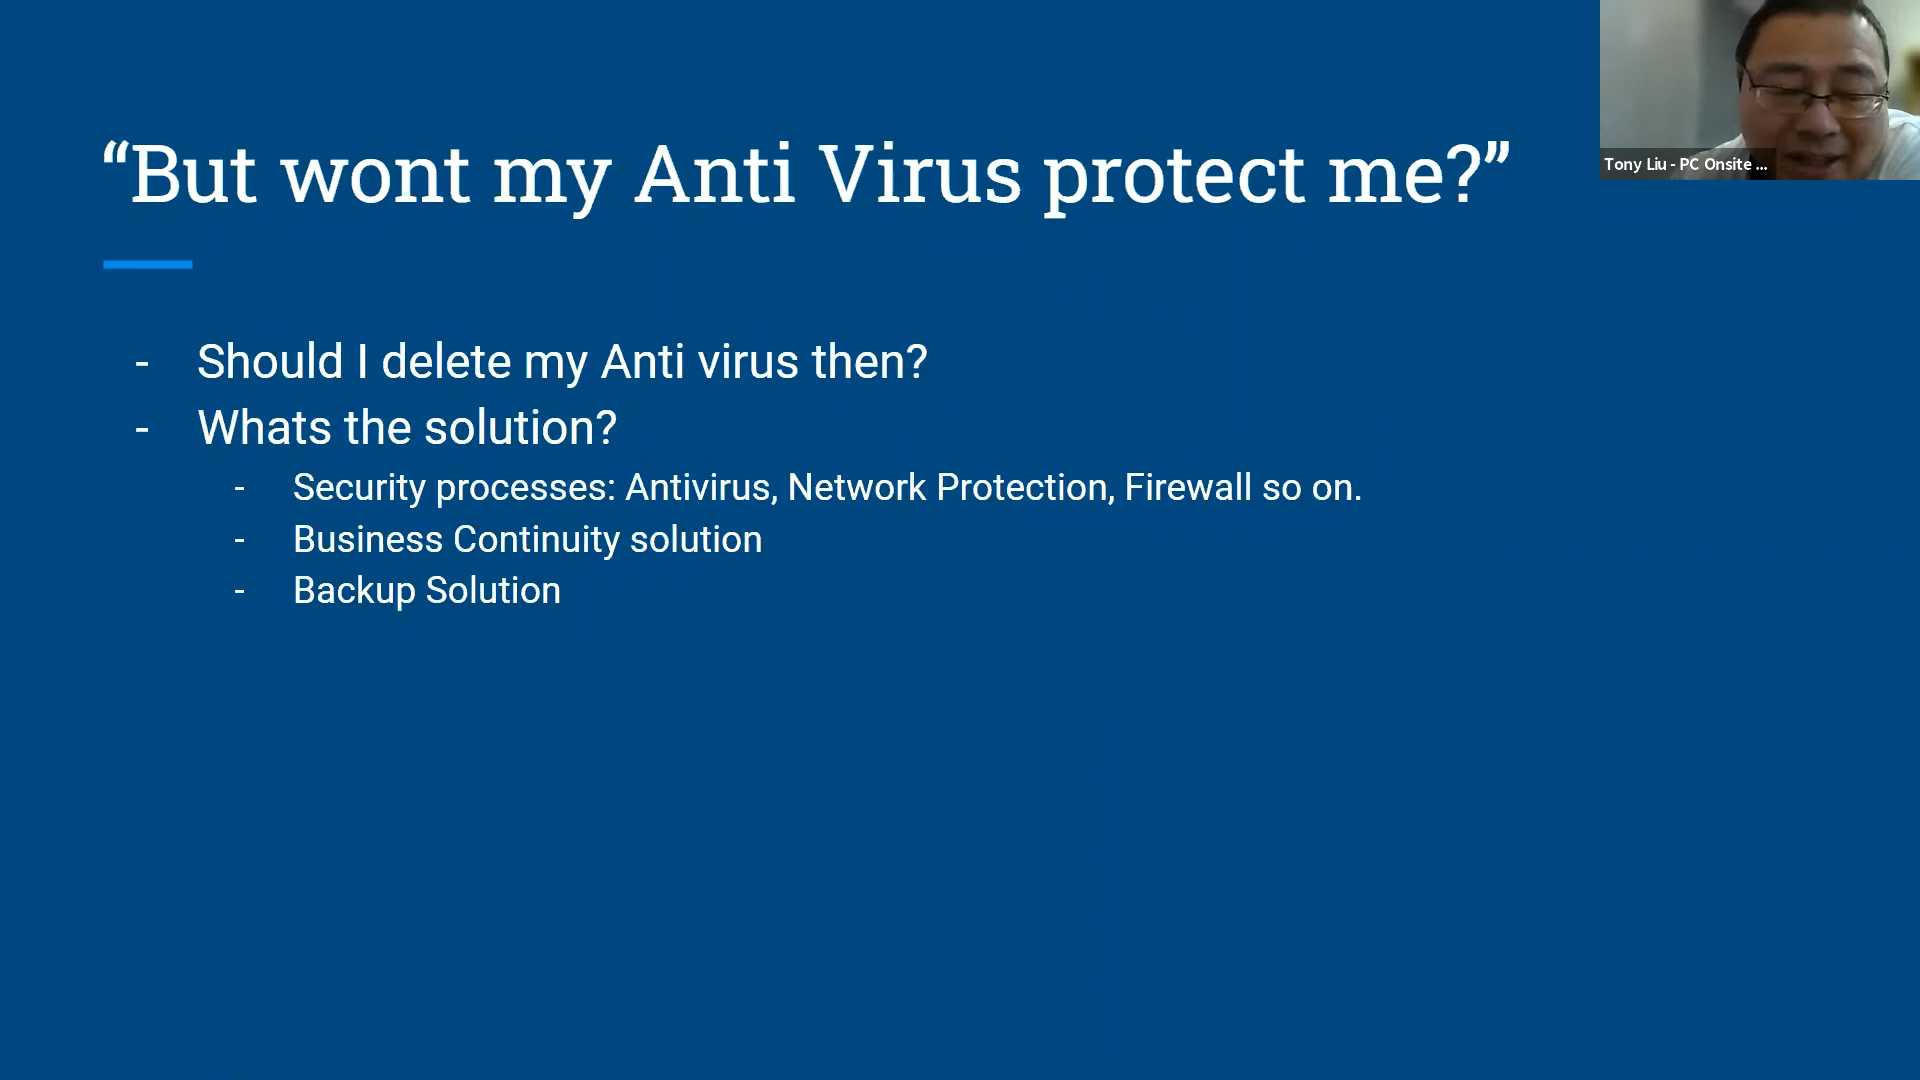 “But wont my Anti Virus protect me?”
Tony Liu - PC Onsite ...
- Should I delete my Anti virus then?
- Whats the solution?
- Security processes: Antivirus, Network Protection, Firewall so on.
- Business Continuity solution
- Backup Solution